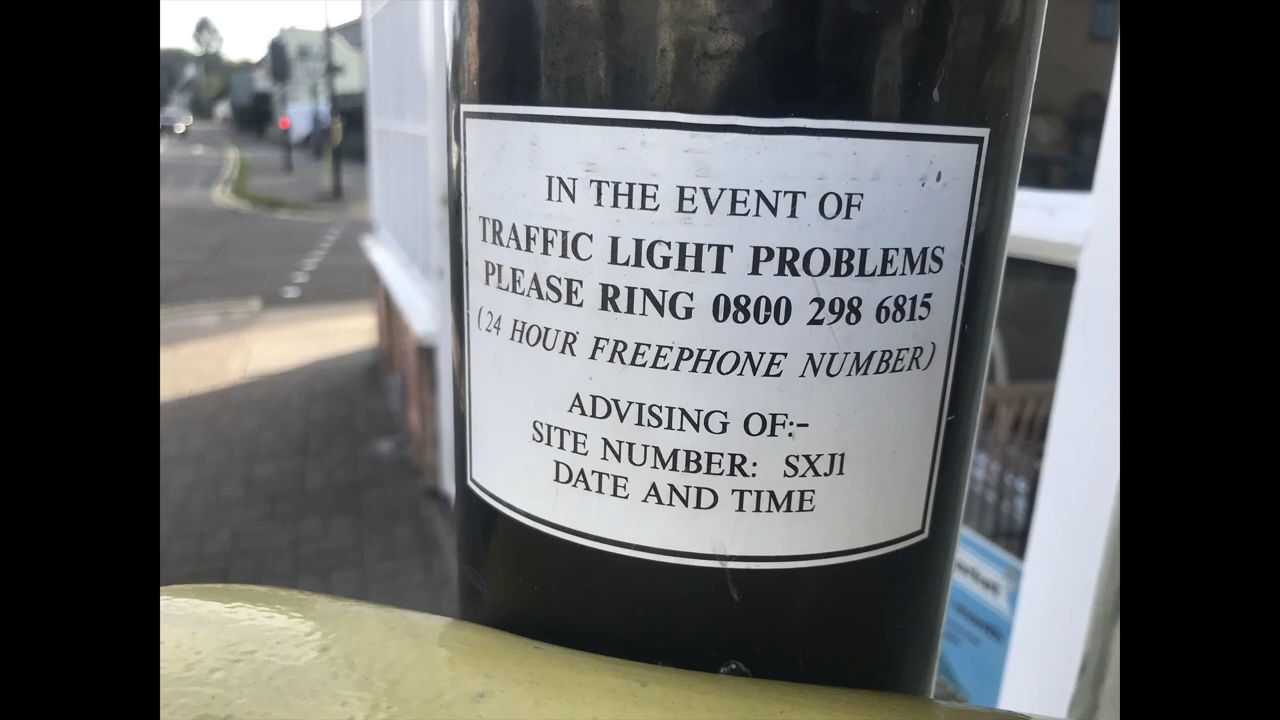 IN THE EVENT OF
TRAFFIC LIGHT PROBLEMS
PLEASE RING 0800 298 6815
(24 HOUR FREEPHONE NUMBER)
ADVISING OF:-
SITE NUMBER: SXJ1
DATE AND TIME